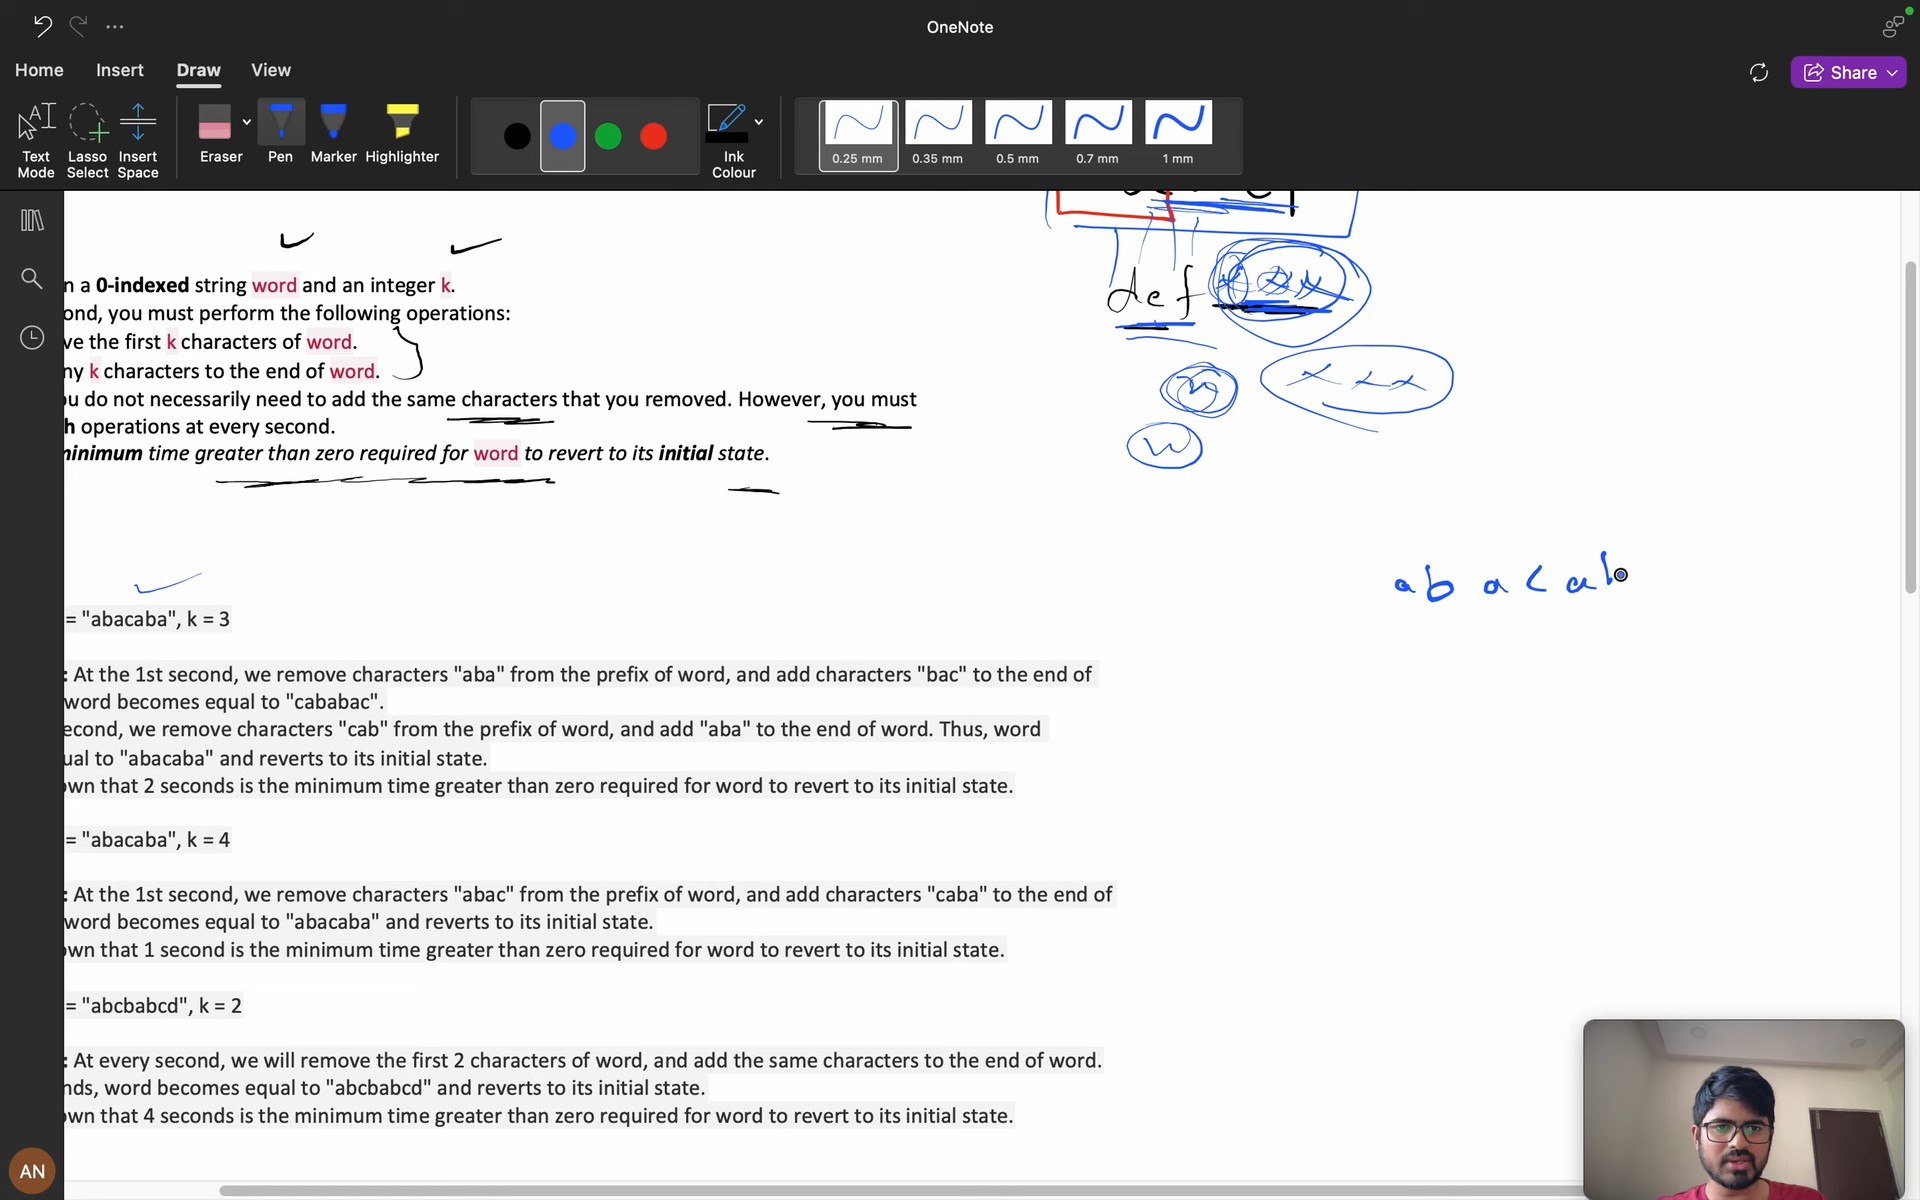 OneNote
Home Insert Draw View
Share
Text Mode Lasso Select Insert Space Eraser Pen Marker Highlighter Ink Colour 0.25 mm 0.35 mm 0.5 mm 0.7 mm 1 mm
n a 0-indexed string word and an integer k.
ond, you must perform the following operations:
ve the first k characters of word.
ny k characters to the end of word.
u do not necessarily need to add the same characters that you removed. However, you must
h operations at every second.
inimum time greater than zero required for word to revert to its initial state.
def
w
ab a c a b
= "abacaba", k = 3
: At the 1st second, we remove characters "aba" from the prefix of word, and add characters "bac" to the end of
word becomes equal to "cababac".
econd, we remove characters "cab" from the prefix of word, and add "aba" to the end of word. Thus, word
ual to "abacaba" and reverts to its initial state.
own that 2 seconds is the minimum time greater than zero required for word to revert to its initial state.
= "abacaba", k = 4
: At the 1st second, we remove characters "abac" from the prefix of word, and add characters "caba" to the end of
word becomes equal to "abacaba" and reverts to its initial state.
own that 1 second is the minimum time greater than zero required for word to revert to its initial state.
= "abcbabcd", k = 2
: At every second, we will remove the first 2 characters of word, and add the same characters to the end of word.
nds, word becomes equal to "abcbabcd" and reverts to its initial state.
own that 4 seconds is the minimum time greater than zero required for word to revert to its initial state.
AN